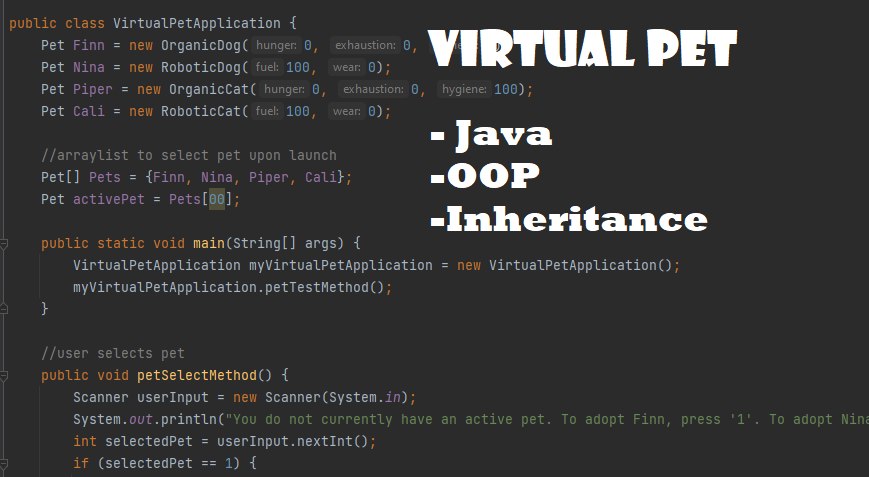 public class VirtualPetApplication {
Pet Finn = new OrganicDog( hunger: 0, exhaustion: 0,
VIRTUAL PET
Pet Nina = new RoboticDog( fuel: 100, wear: 0);
Pet Piper = new OrganicCat( hunger: 0, exhaustion: 0, hygiene: 100);
Pet Cali = new RoboticCat( fuel: 100, wear: 0);
- Java
//arraylist to select pet upon launch
Pet[] Pets = {Finn, Nina, Piper, Cali};
-OOP
Pet activePet = Pets[00];
-Inheritance
public static void main(String[] args) {
VirtualPetApplication myVirtualPetApplication = new VirtualPetApplication();
myVirtualPetApplication.petTestMethod();
}
//user selects pet
public void petSelectMethod() {
Scanner userInput = new Scanner(System.in);
System.out.println("You do not currently have an active pet. To adopt Finn, press '1'. To adopt Nina
int selectedPet = userInput.nextInt();
if (selectedPet == 1) {